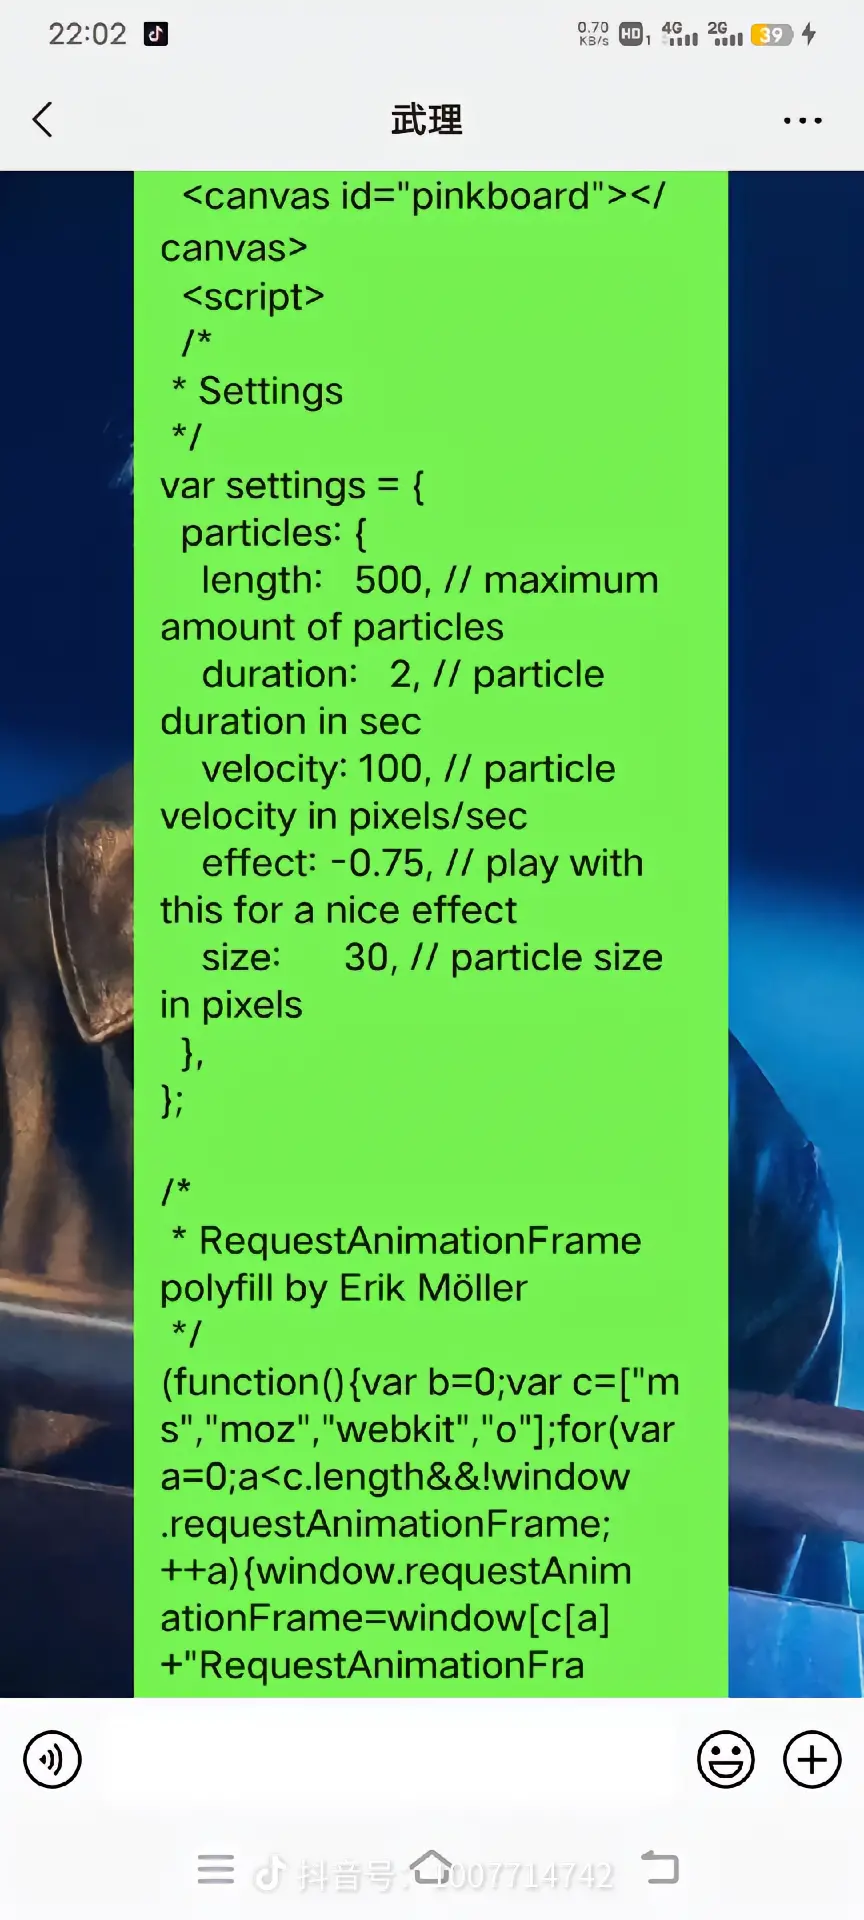 22:02
0.70 KB/s HD 1 4G 2G 39
武理
<canvas id="pinkboard"></
canvas>
<script>
/*
* Settings
*/
var settings = {
particles: {
length: 500, // maximum
amount of particles
duration: 2, // particle
duration in sec
velocity: 100, // particle
velocity in pixels/sec
effect: -0.75, // play with
this for a nice effect
size: 30, // particle size
in pixels
},
};
/*
* RequestAnimationFrame
polyfill by Erik Möller
*/
(function(){var b=0;var c=["m
s","moz","webkit","o"];for(var
a=0;a<c.length&&!window
.requestAnimationFrame;
++a){window.requestAnim
ationFrame=window[c[a]
+"RequestAnimationFra
抖音号: 1007714742